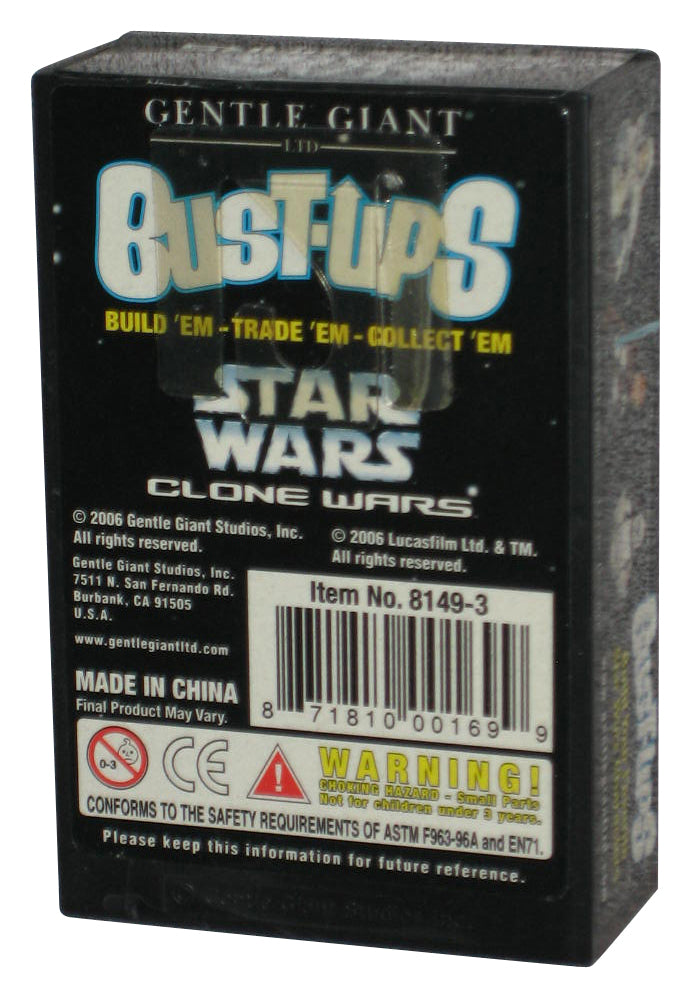 GENTLE GIANT
LTD
BUST-UPS
BUILD 'EM - TRADE 'EM - COLLECT 'EM
STAR
WARS
CLONE WARS
© 2006 Gentle Giant Studios, Inc.
All rights reserved.
© 2006 Lucasfilm Ltd. & TM.
All rights reserved.
Gentle Giant Studios, Inc.
7511 N. San Fernando Rd.
Burbank, CA 91505
U.S.A.
www.gentlegiantltd.com
MADE IN CHINA
Final Product May Vary.
Item No. 8149-3
8 71810 00169 9
0-3
CE
WARNING!
CHOKING HAZARD - Small Parts
Not for children under 3 years.
CONFORMS TO THE SAFETY REQUIREMENTS OF ASTM F963-96A and EN71.
Please keep this information for future reference.
BUST-UPS